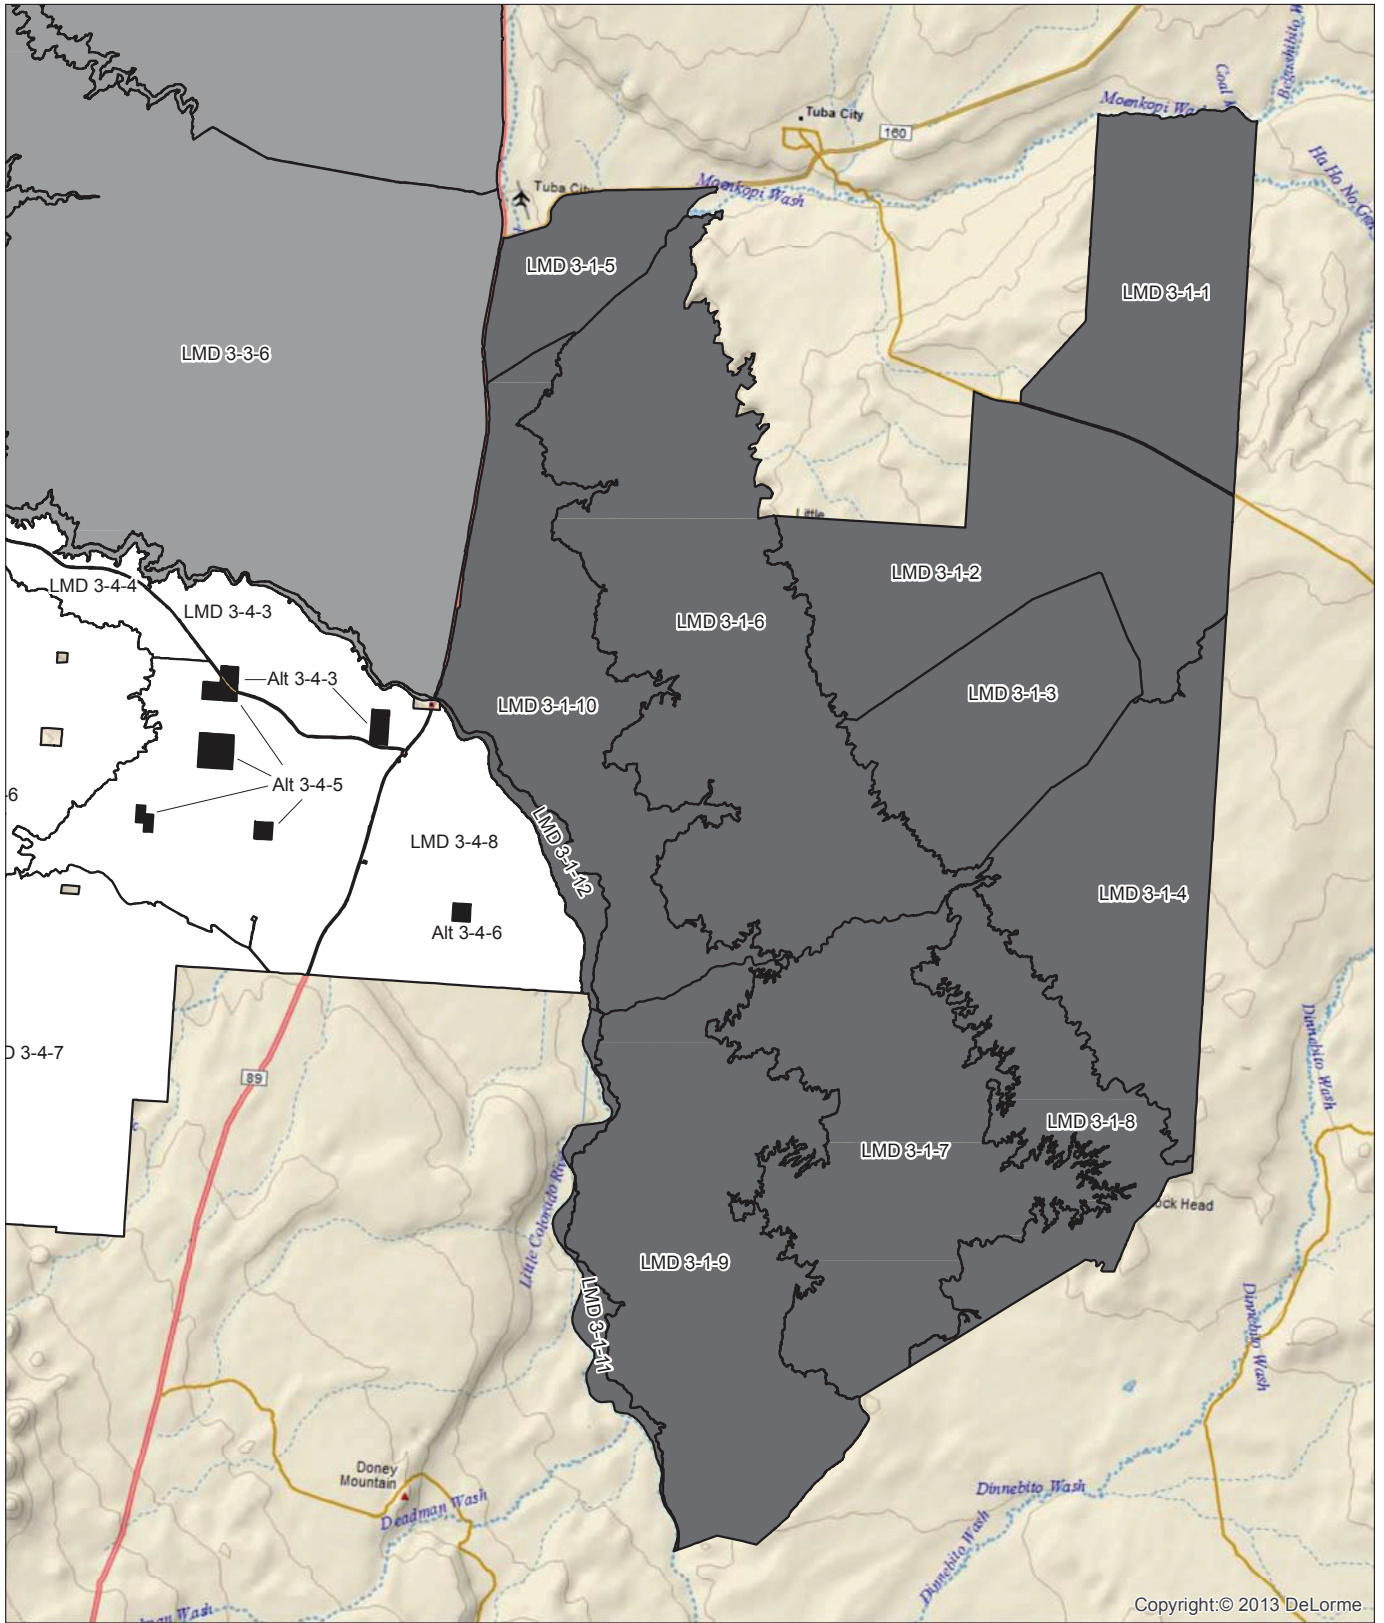 Moenkopi Wa
Coal
Begashibito W
Tuba City
160
Ha Ho No Geh
Tuba City
Moenkopi Wash
LMD 3-1-5
LMD 3-1-1
LMD 3-3-6
Little
LMD 3-1-2
LMD 3-4-4
LMD 3-4-3
LMD 3-1-6
Alt 3-4-3
LMD 3-1-3
LMD 3-1-10
Alt 3-4-5
-6
LMD 3-4-8
LMD 3-1-12
LMD 3-1-4
Alt 3-4-6
D 3-4-7
89
Dinnebito Wash
LMD 3-1-8
LMD 3-1-7
Little Colorado River
ock Head
LMD 3-1-9
LMD 3-1-11
Dinnebito Wash
Doney
Mountain
Deadman Wash
Dinnebito Wash
Dinnebito Wash
man Wash
Copyright:© 2013 DeLorme